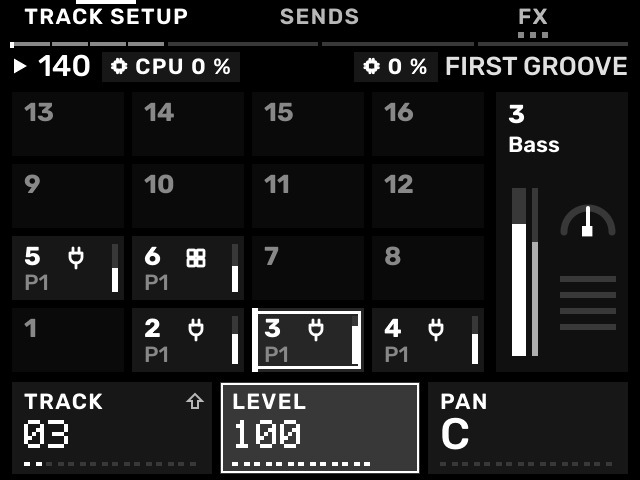 TRACK SETUP SENDS FX
140 CPU 0 % 0 % FIRST GROOVE
13 14 15 16
3
Bass
9 10 11 12
5 6 7 8
P1 P1
1 2 3 4
P1 P1 P1
TRACK LEVEL PAN
03 100 C